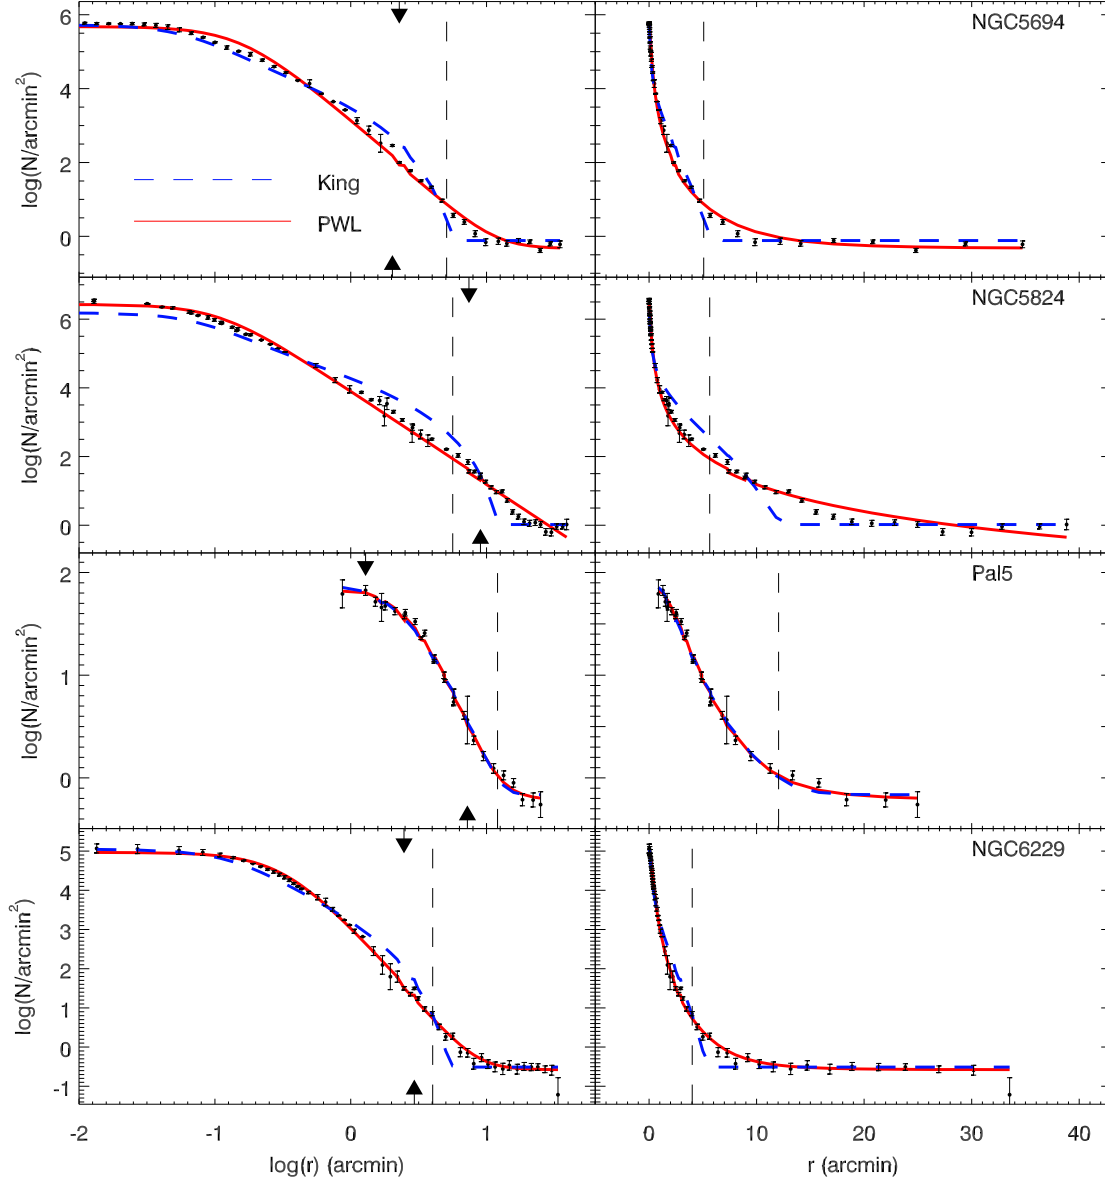 NGC5694
6
4
2
0
log(N/arcmin²)
King
PWL
NGC5824
6
4
2
0
log(N/arcmin²)
Pal5
2
1
0
log(N/arcmin²)
NGC6229
5
4
3
2
1
0
-1
log(N/arcmin²)
-2 -1 0 1
0 10 20 30 40
log(r) (arcmin)
r (arcmin)